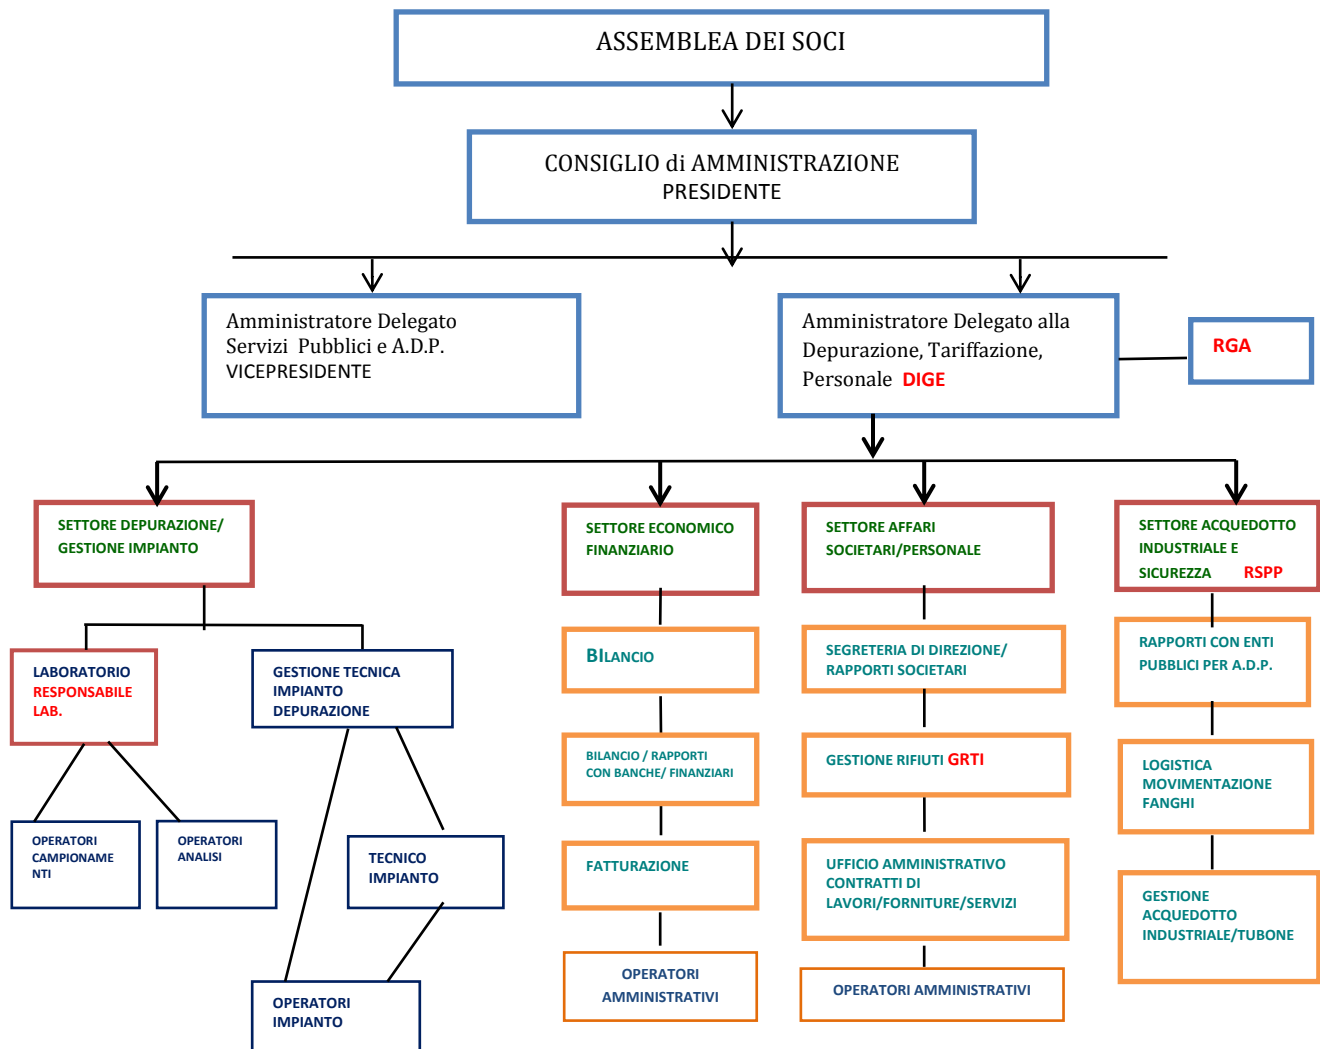 ASSEMBLEA DEI SOCI
CONSIGLIO di AMMINISTRAZIONE
PRESIDENTE
Amministratore Delegato
Servizi Pubblici e A.D.P.
VICEPRESIDENTE
Amministratore Delegato alla
Depurazione, Tariffazione,
Personale DIGE
RGA
SETTORE DEPURAZIONE/
GESTIONE IMPIANTO
SETTORE ECONOMICO
FINANZIARIO
SETTORE AFFARI
SOCIETARI/PERSONALE
SETTORE ACQUEDOTTO
INDUSTRIALE E
SICUREZZA RSPP
LABORATORIO
RESPONSABILE
LAB.
GESTIONE TECNICA
IMPIANTO
DEPURAZIONE
BILANCIO
SEGRETERIA DI DIREZIONE/
RAPPORTI SOCIETARI
RAPPORTI CON ENTI
PUBBLICI PER A.D.P.
BILANCIO / RAPPORTI
CON BANCHE/ FINANZIARI
GESTIONE RIFIUTI GRTI
LOGISTICA
MOVIMENTAZIONE
FANGHI
OPERATORI
CAMPIONAME
NTI
OPERATORI
ANALISI
TECNICO
IMPIANTO
FATTURAZIONE
UFFICIO AMMINISTRATIVO
CONTRATTI DI
LAVORI/FORNITURE/SERVIZI
GESTIONE
ACQUEDOTTO
INDUSTRIALE/TUBONE
OPERATORI
IMPIANTO
OPERATORI
AMMINISTRATIVI
OPERATORI AMMINISTRATIVI